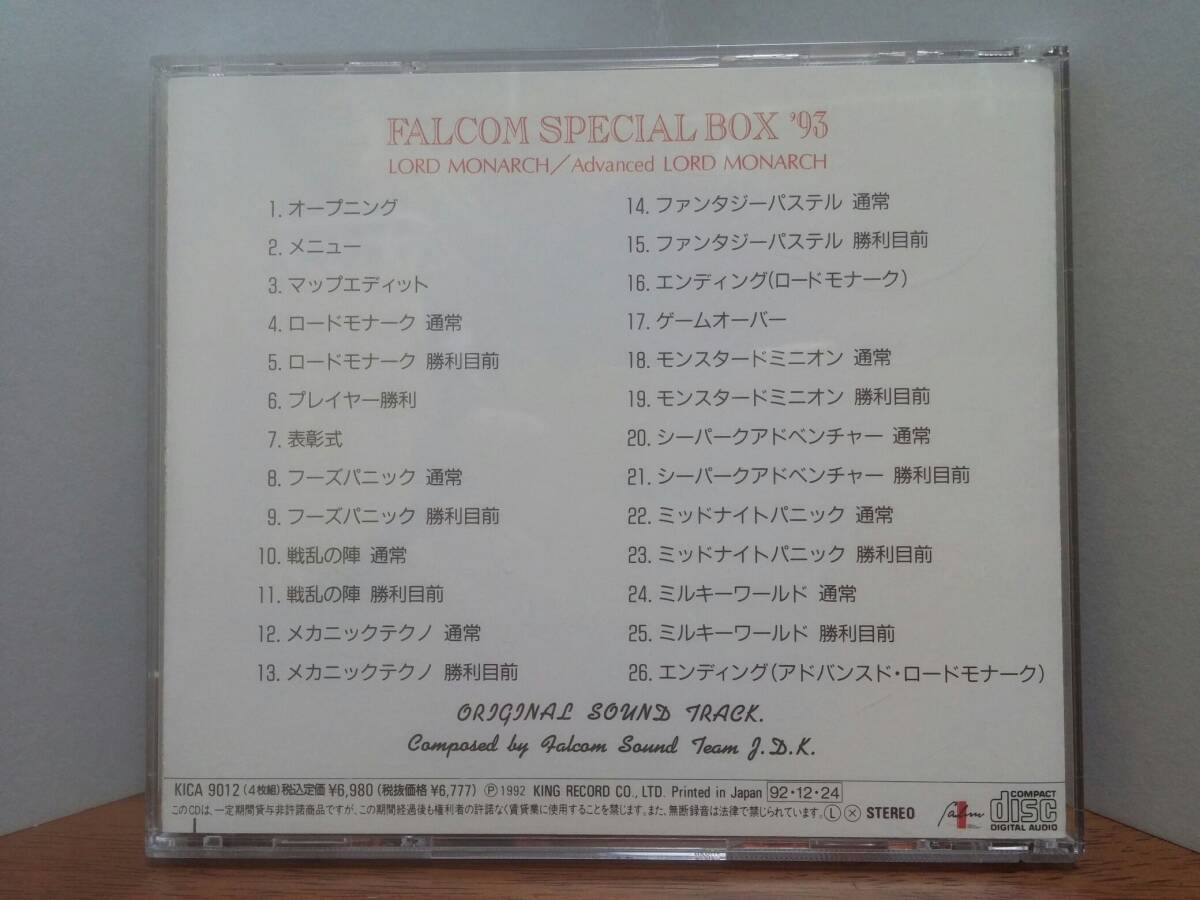 FALCOM SPECIAL BOX '93
LORD MONARCH／Advanced LORD MONARCH
1. オープニング
2. メニュー
3. マップエディット
4. ロードモナーク 通常
5. ロードモナーク 勝利目前
6. プレイヤー勝利
7. 表彰式
8. フーズパニック 通常
9. フーズパニック 勝利目前
10. 戦乱の陣 通常
11. 戦乱の陣 勝利目前
12. メカニックテクノ 通常
13. メカニックテクノ 勝利目前
14. ファンタジーパステル 通常
15. ファンタジーパステル 勝利目前
16. エンディング(ロードモナーク)
17. ゲームオーバー
18. モンスタードミニオン 通常
19. モンスタードミニオン 勝利目前
20. シーパークアドベンチャー 通常
21. シーパークアドベンチャー 勝利目前
22. ミッドナイトパニック 通常
23. ミッドナイトパニック 勝利目前
24. ミルキーワールド 通常
25. ミルキーワールド 勝利目前
26. エンディング(アドバンスド・ロードモナーク)
ORIGINAL SOUND TRACK.
Composed by Falcom Sound Team J.D.K.
KICA 9012 (4枚組)税込定価¥6,980 (税抜価格¥6,777) Ⓟ1992 KING RECORD CO., LTD. Printed in Japan 92・12・24
このCDは、一定期間貸与非許諾商品ですが、この期間経過後も権利者の許諾なく賃貸業に使用することを禁じます。また、無断録音は法律で禁じられています。Ⓛ Ⓧ STEREO
COMPACT
disc
DIGITAL AUDIO